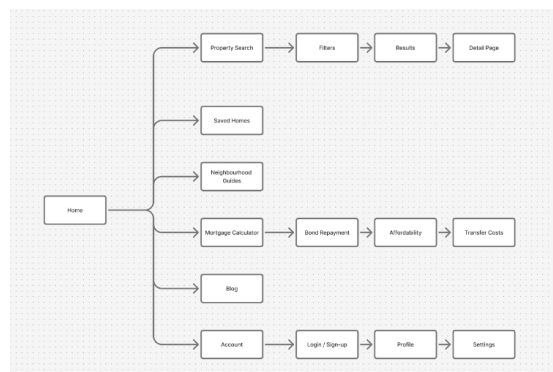 Property Search
Filters
Results
Detail Page
Saved Homes
Neighbourhood
Guides
Home
Mortgage Calculator
Bond Repayment
Affordability
Transfer Costs
Blog
Account
Login / Sign-up
Profile
Settings